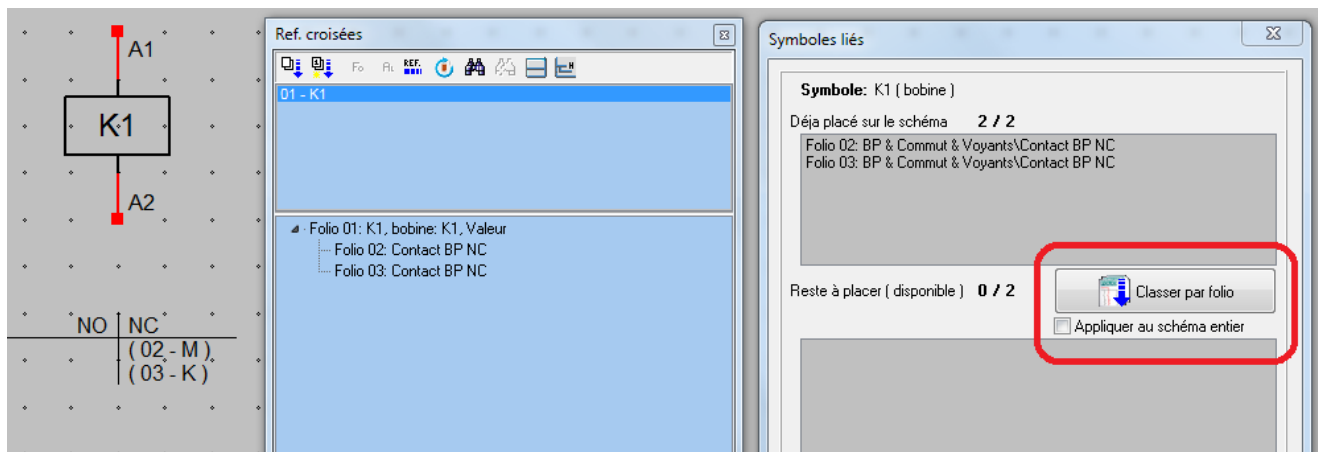 A1
K1
A2
NO NC
( 02 - M )
( 03 - K )
Ref. croisées
REF.
01 - K1
Folio 01: K1, bobine: K1, Valeur
Folio 02: Contact BP NC
Folio 03: Contact BP NC
Symboles liés
Symbole: K1 ( bobine )
Déja placé sur le schéma 2 / 2
Folio 02: BP & Commut & Voyants\Contact BP NC
Folio 03: BP & Commut & Voyants\Contact BP NC
Reste à placer ( disponible ) 0 / 2
Classer par folio
Appliquer au schéma entier